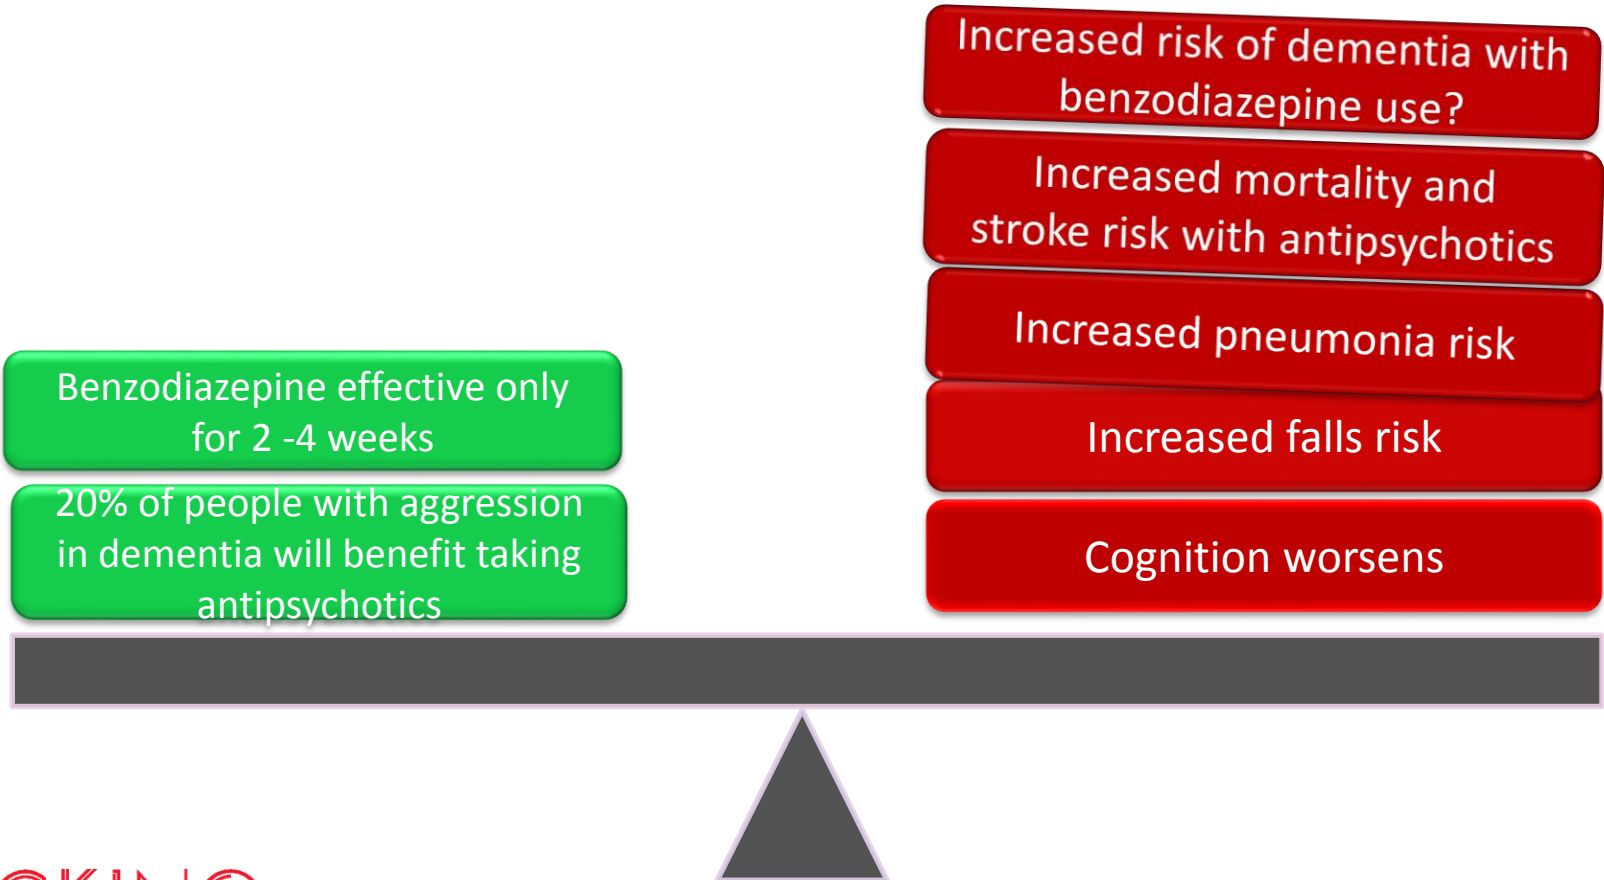 Increased risk of dementia with
benzodiazepine use?
Increased mortality and
stroke risk with antipsychotics
Increased pneumonia risk
Increased falls risk
Cognition worsens
Benzodiazepine effective only
for 2 -4 weeks
20% of people with aggression
in dementia will benefit taking
antipsychotics